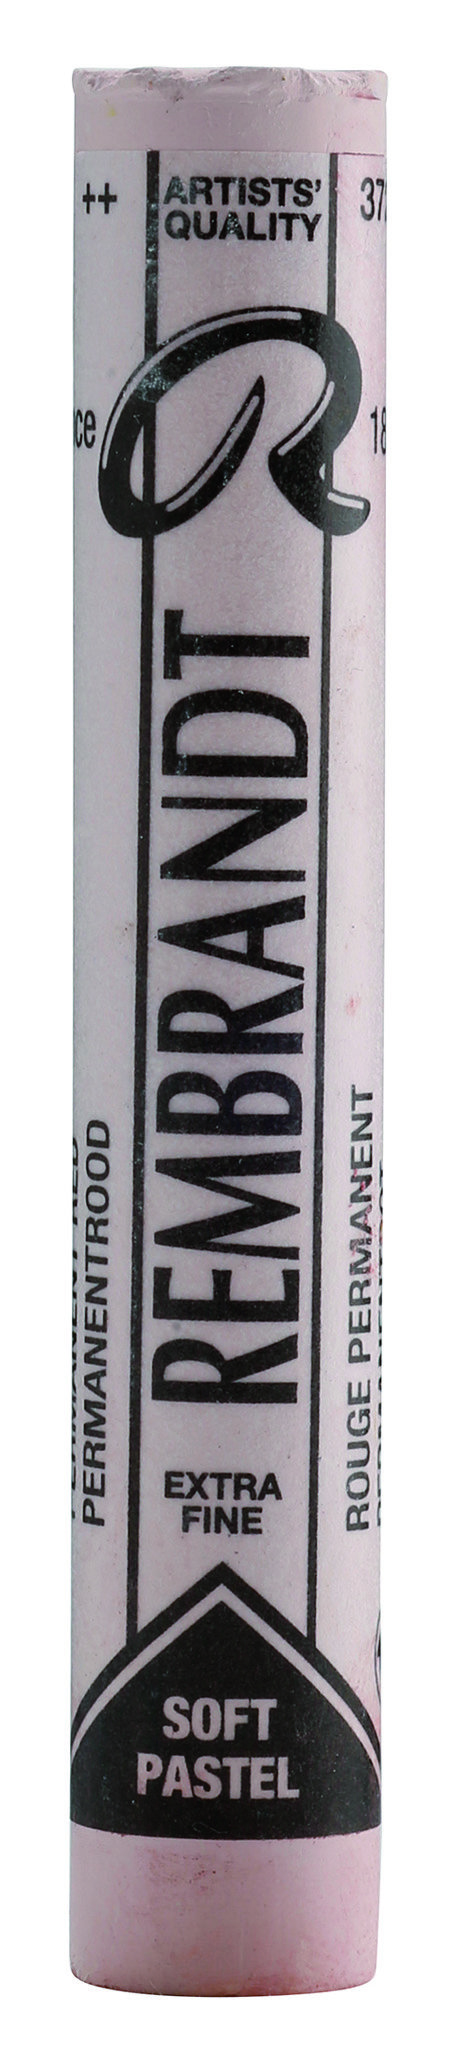 ++
ARTISTS'
QUALITY
37
ce
18
REMBRANDT
PERMANENTROOD
ROUGE PERMANENT
EXTRA
FINE
SOFT
PASTEL